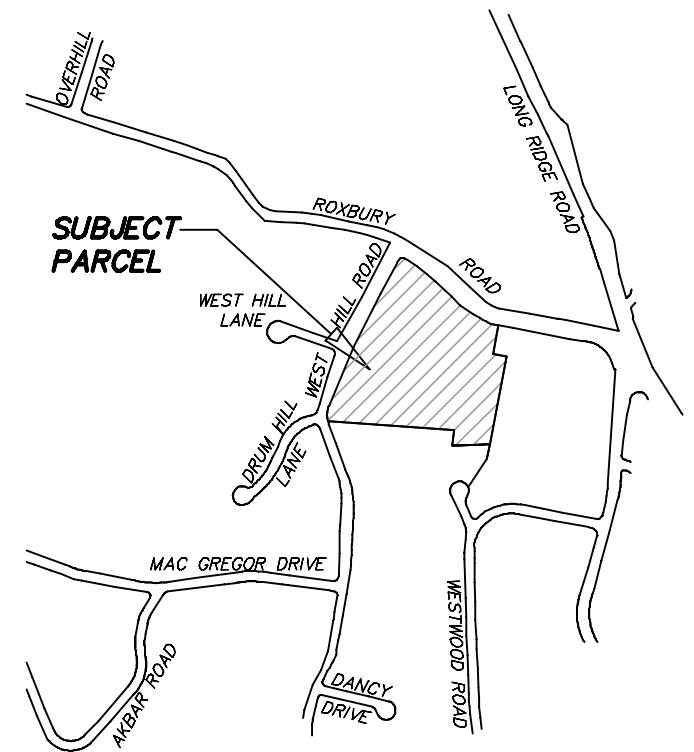 OVERHILL
ROAD
LONG RIDGE ROAD
ROXBURY
ROAD
SUBJECT
PARCEL
WEST HILL
LANE
WEST HILL ROAD
DRUM HILL
LANE
MAC GREGOR DRIVE
AKBAR ROAD
WESTWOOD ROAD
DANCY
DRIVE